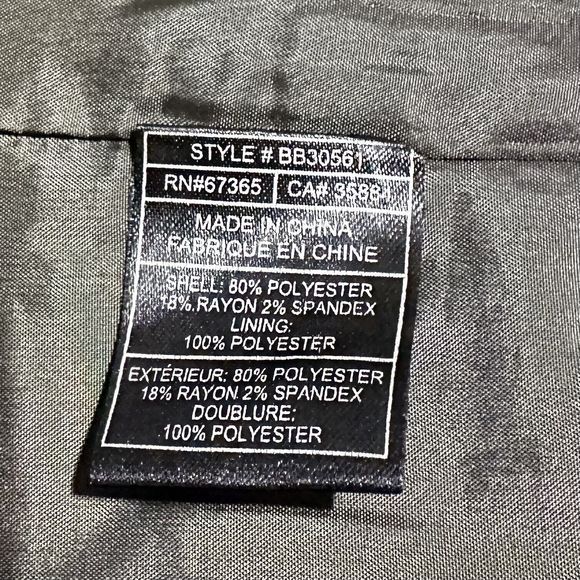 STYLE # BB30561
RN#67365
CA# 35884
MADE IN CHINA
FABRIQUE EN CHINE
SHELL: 80% POLYESTER
18% RAYON 2% SPANDEX
LINING:
100% POLYESTER
EXTÉRIEUR: 80% POLYESTER
18% RAYON 2% SPANDEX
DOUBLURE:
100% POLYESTER